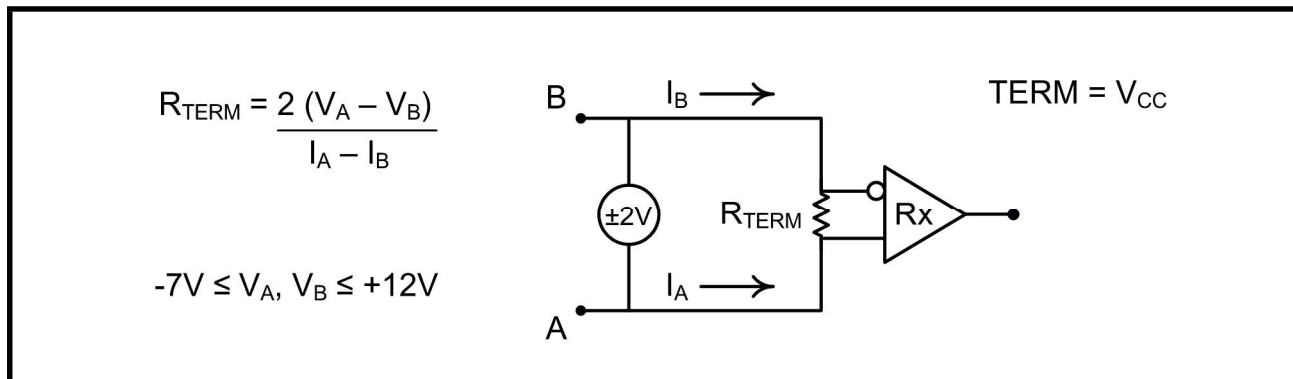 R_TERM = 2 (V_A – V_B)
I_A – I_B
-7V ≤ V_A, V_B ≤ +12V
B
I_B
±2V
R_TERM
Rx
I_A
A
TERM = V_CC